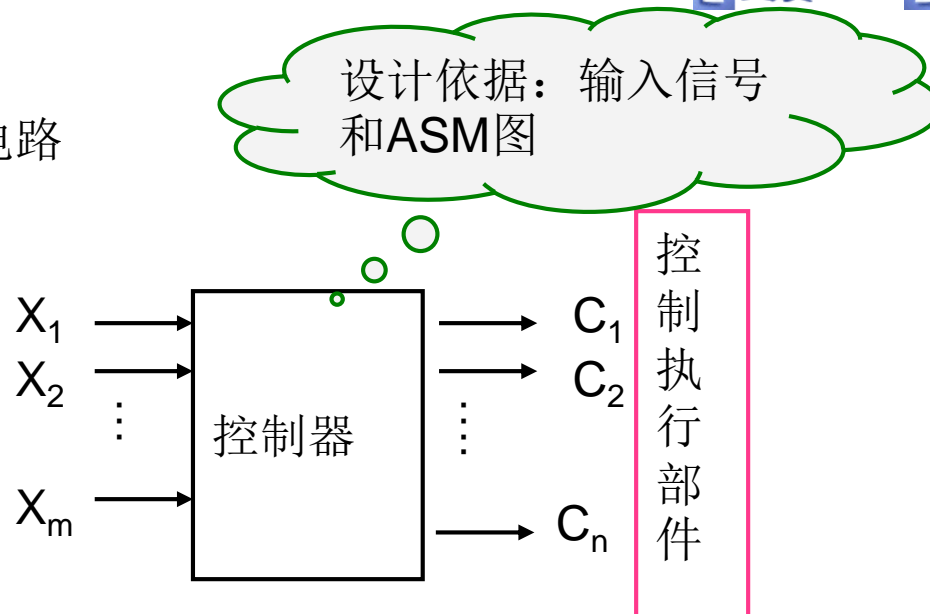 设计依据：输入信号
和ASM图
电路
X₁
X₂
⋮
Xₘ
控制器
C₁
C₂
⋮
Cₙ
控
制
执
行
部
件